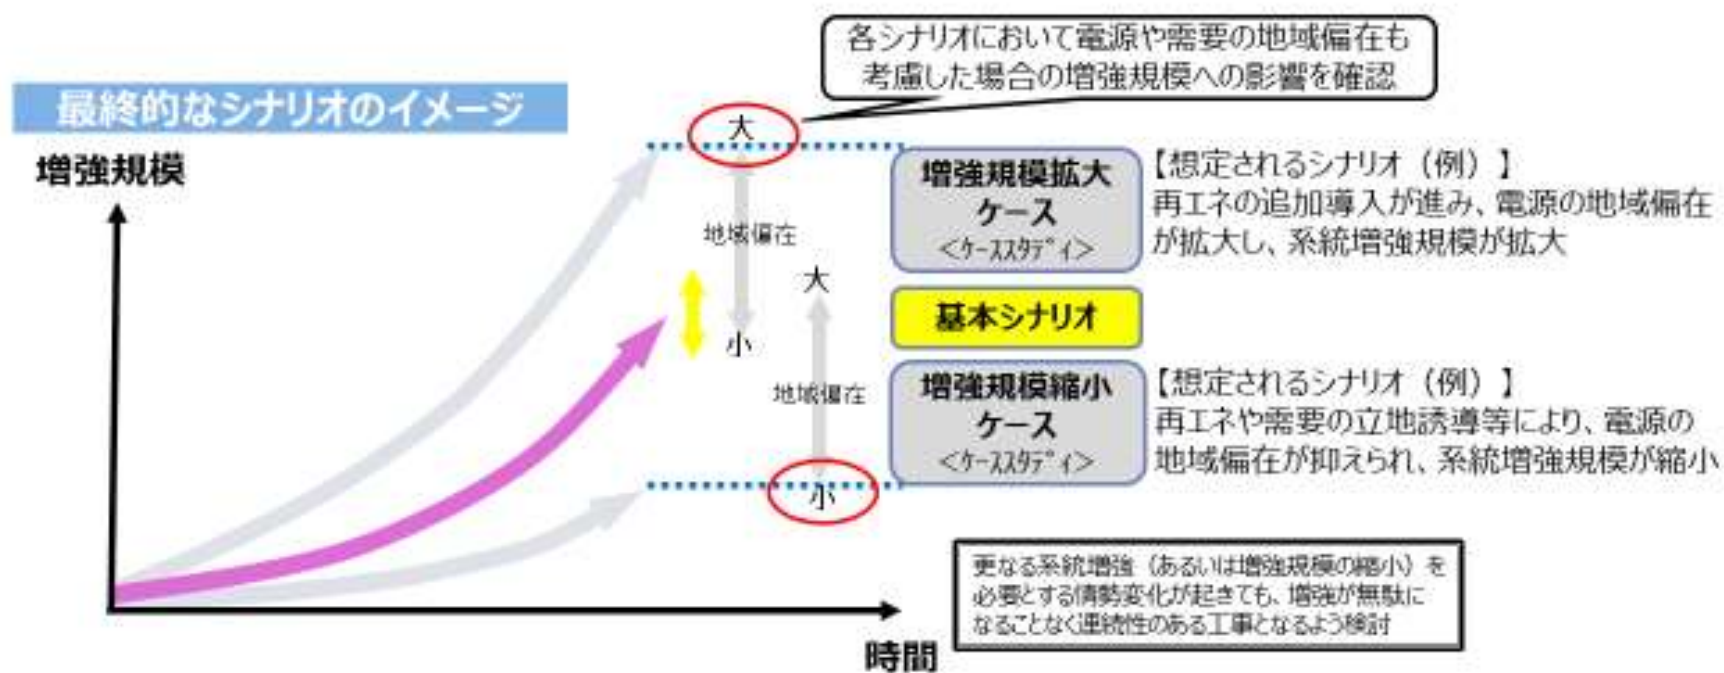 各シナリオにおいて電源や需要の地域偏在も
考慮した場合の増強規模への影響を確認
最終的なシナリオのイメージ
増強規模
大
地域偏在
小
大
地域偏在
小
増強規模拡大
ケース
<ｹｰｽｽﾀﾃﾞｨ>
【想定されるシナリオ（例）】
再エネの追加導入が進み、電源の地域偏在
が拡大し、系統増強規模が拡大
基本シナリオ
増強規模縮小
ケース
<ｹｰｽｽﾀﾃﾞｨ>
【想定されるシナリオ（例）】
再エネや需要の立地誘導等により、電源の
地域偏在が抑えられ、系統増強規模が縮小
更なる系統増強（あるいは増強規模の縮小）を
必要とする情勢変化が起きても、増強が無駄に
なることなく連続性のある工事となるよう検討
時間